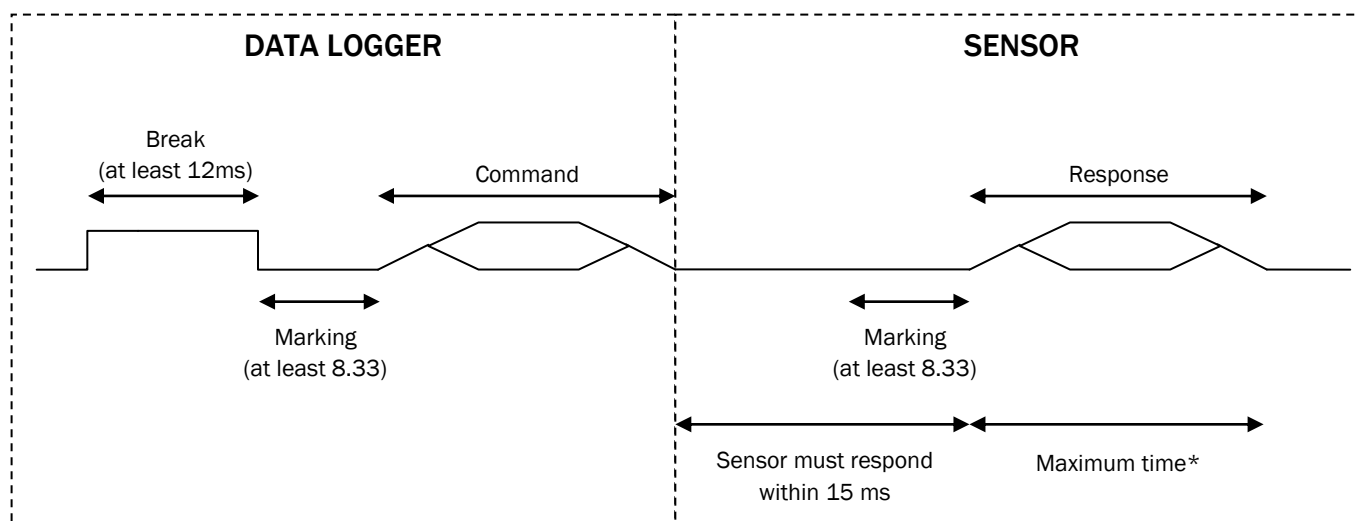 DATA LOGGER
SENSOR
Break
(at least 12ms)
Command
Response
Marking
(at least 8.33)
Marking
(at least 8.33)
Sensor must respond
within 15 ms
Maximum time*